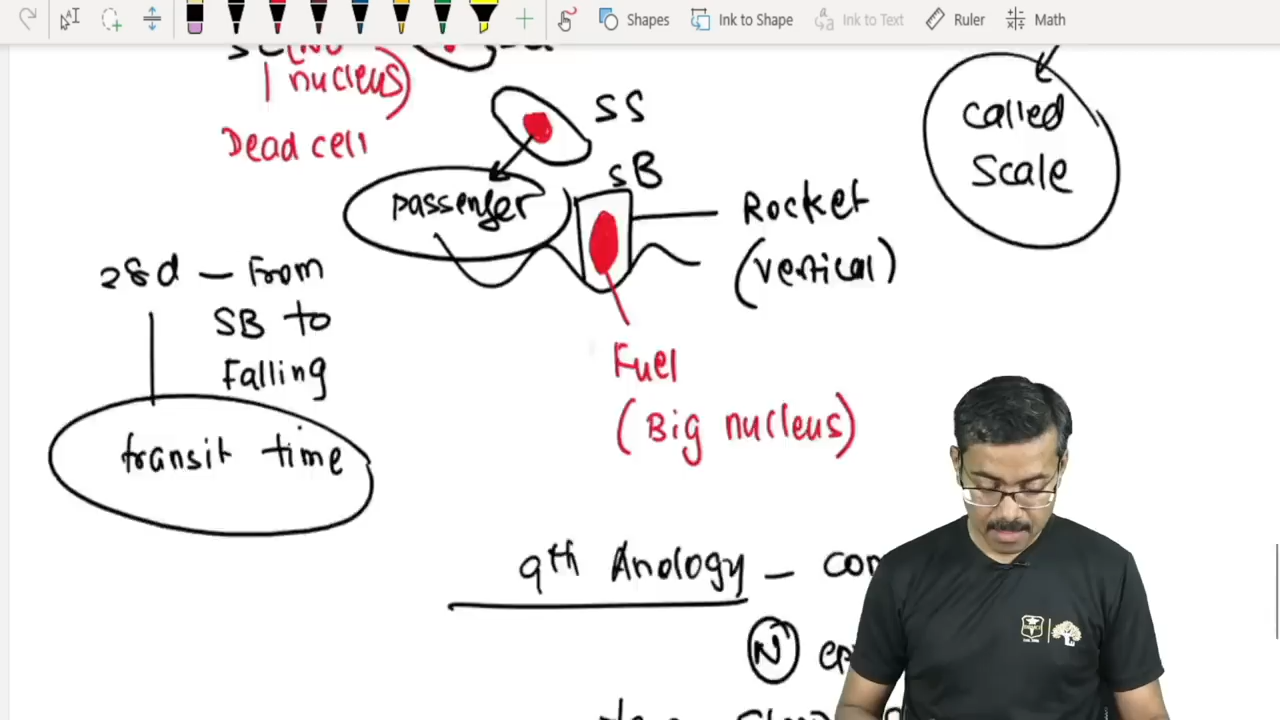 Shapes
Ink to Shape
Ink to Text
Ruler
Math
nucleus)
Dead cell
SS
SB
passenger
Rocket
(vertical)
called
Scale
28d – From
SB to
Falling
transit time
Fuel
(Big nucleus)
9th Anology –
N